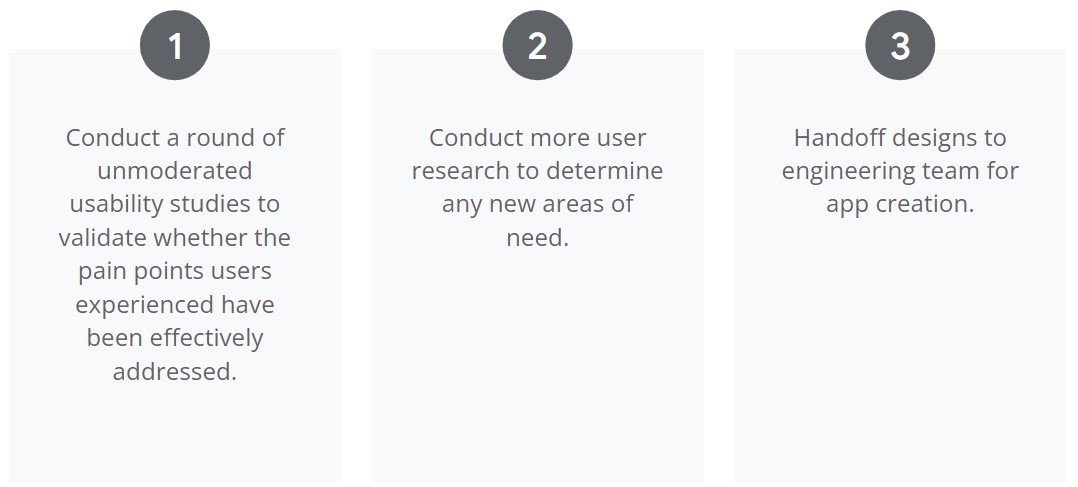 1
Conduct a round of
unmoderated
usability studies to
validate whether the
pain points users
experienced have
been effectively
addressed.
2
Conduct more user
research to determine
any new areas of
need.
3
Handoff designs to
engineering team for
app creation.